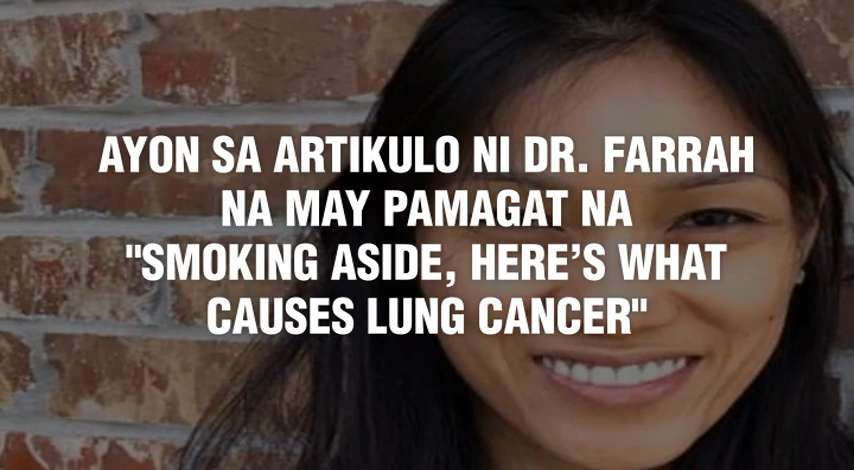 AYON SA ARTIKULO NI DR. FARRAH
NA MAY PAMAGAT NA
"SMOKING ASIDE, HERE’S WHAT
CAUSES LUNG CANCER"